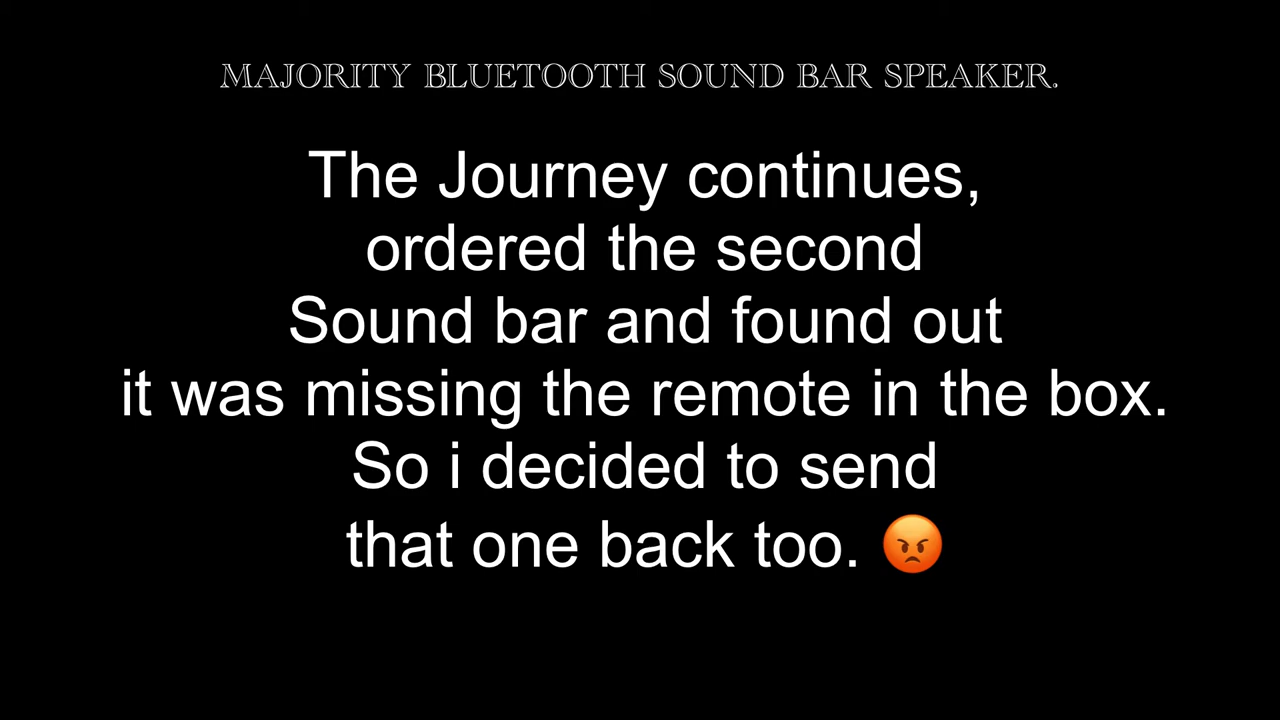 MAJORITY BLUETOOTH SOUND BAR SPEAKER.
The Journey continues,
ordered the second
Sound bar and found out
it was missing the remote in the box.
So i decided to send
that one back too. 😡